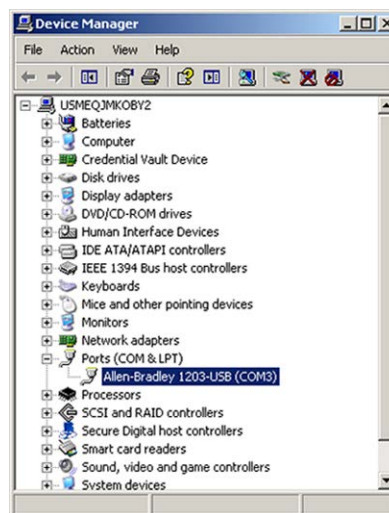 Device Manager
File Action View Help
USMEQJMKOBY2
Batteries
Computer
Credential Vault Device
Disk drives
Display adapters
DVD/CD-ROM drives
Human Interface Devices
IDE ATA/ATAPI controllers
IEEE 1394 Bus host controllers
Keyboards
Mice and other pointing devices
Monitors
Network adapters
Ports (COM & LPT)
Allen-Bradley 1203-USB (COM3)
Processors
SCSI and RAID controllers
Secure Digital host controllers
Smart card readers
Sound, video and game controllers
System devices